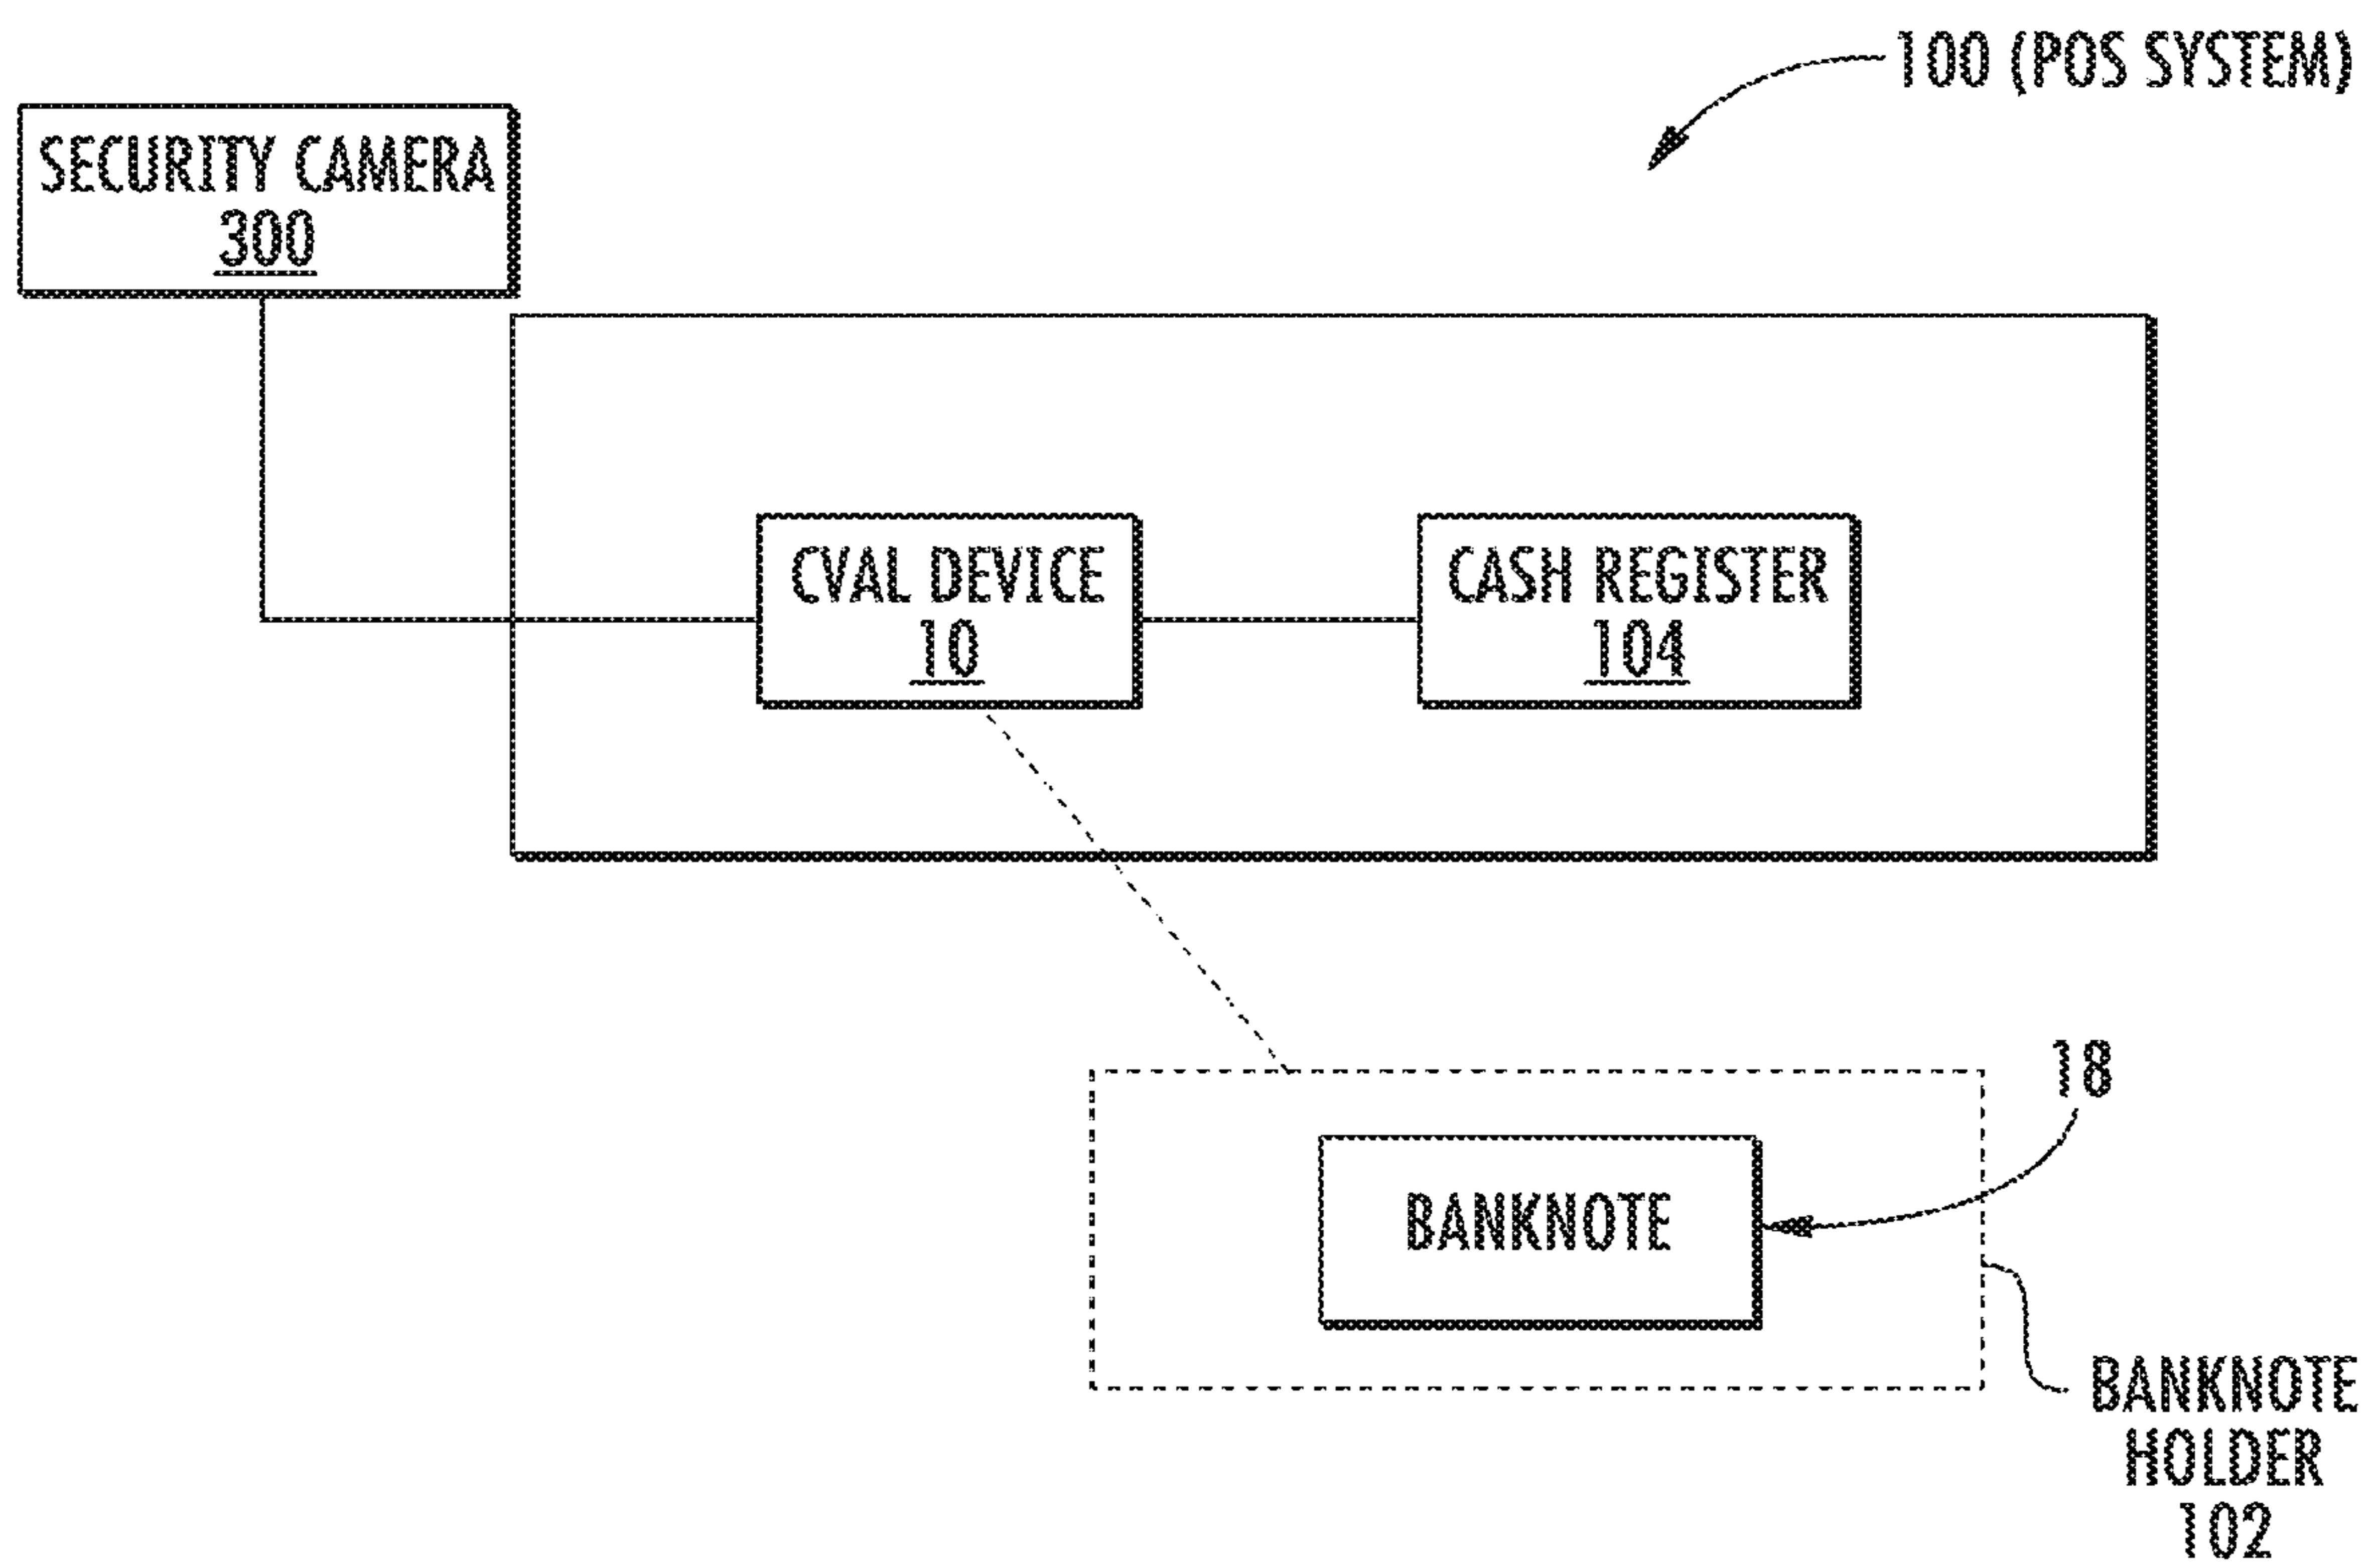 100 (POS SYSTEM)
SECURITY CAMERA
300
CVAL DEVICE
10
CASH REGISTER
104
18
BANKNOTE
BANKNOTE
HOLDER
102